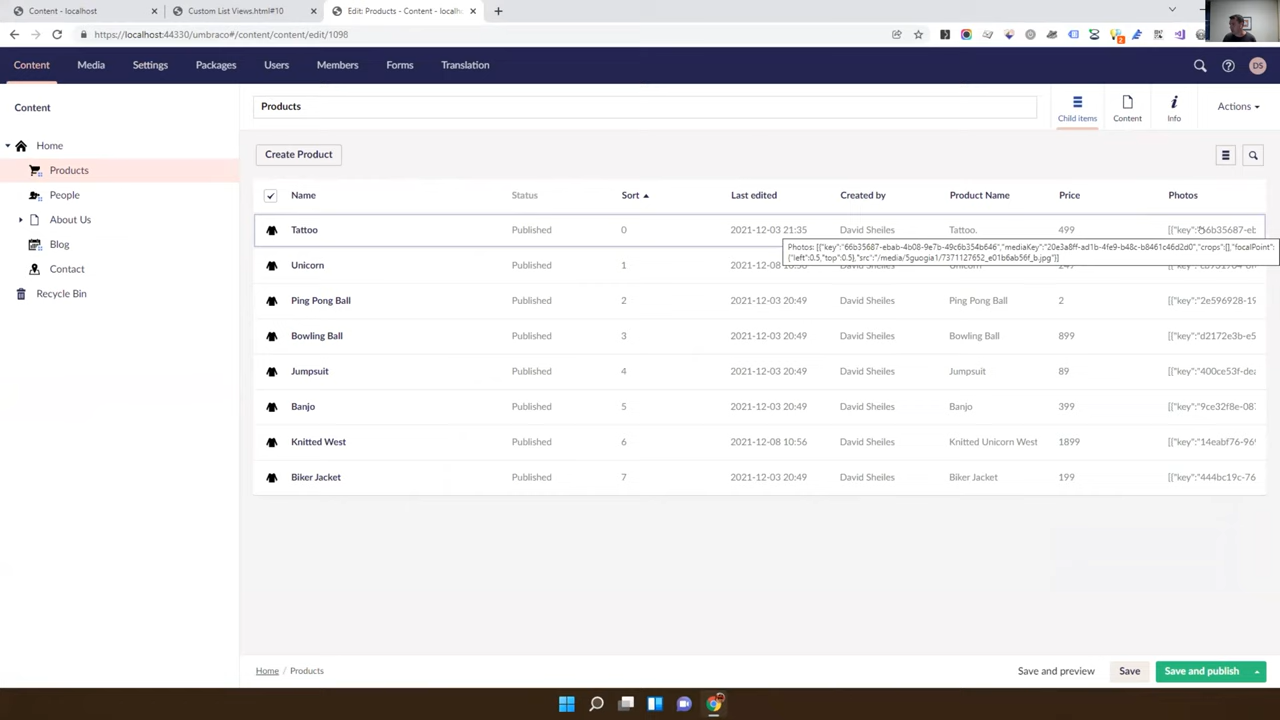 Content - localhost
Custom List Views.html#10
Edit: Products - Content - localh
https://localhost:44330/umbraco#/content/content/edit/1098
Content Media Settings Packages Users Members Forms Translation DS
Content
Home
Products
People
About Us
Blog
Contact
Recycle Bin
Products
Child items
Content
Info
Actions
Create Product
Name Status Sort Last edited Created by Product Name Price Photos
Tattoo Published 0 2021-12-03 21:35 David Sheiles Tattoo. 499 [{"key":"66b35687-eb
Photos: [{"key":"66b35687-ebab-4b08-9e7b-49c6b354b646","mediaKey":"20e3a8ff-ad1b-4fe9-b48c-b8461c46d2d0","crops":[],"focalPoint":
{"left":0.5,"top":0.5},"src":"/media/5guogia1/7371127652_e01b6ab56f_b.jpg"}]
Unicorn Published 1 David Sheiles Unicorn
Ping Pong Ball Published 2 2021-12-03 20:49 David Sheiles Ping Pong Ball 2 [{"key":"2e596928-19
Bowling Ball Published 3 2021-12-03 20:49 David Sheiles Bowling Ball 899 [{"key":"d2172e3b-e5
Jumpsuit Published 4 2021-12-03 20:49 David Sheiles Jumpsuit 89 [{"key":"400ce53f-dea
Banjo Published 5 2021-12-03 20:49 David Sheiles Banjo 399 [{"key":"9ce32f8e-087
Knitted West Published 6 2021-12-08 10:56 David Sheiles Knitted Unicorn West 1899 [{"key":"14eabf76-969
Biker Jacket Published 7 2021-12-03 20:49 David Sheiles Biker Jacket 199 [{"key":"444bc19c-76
Home / Products
Save and preview
Save
Save and publish